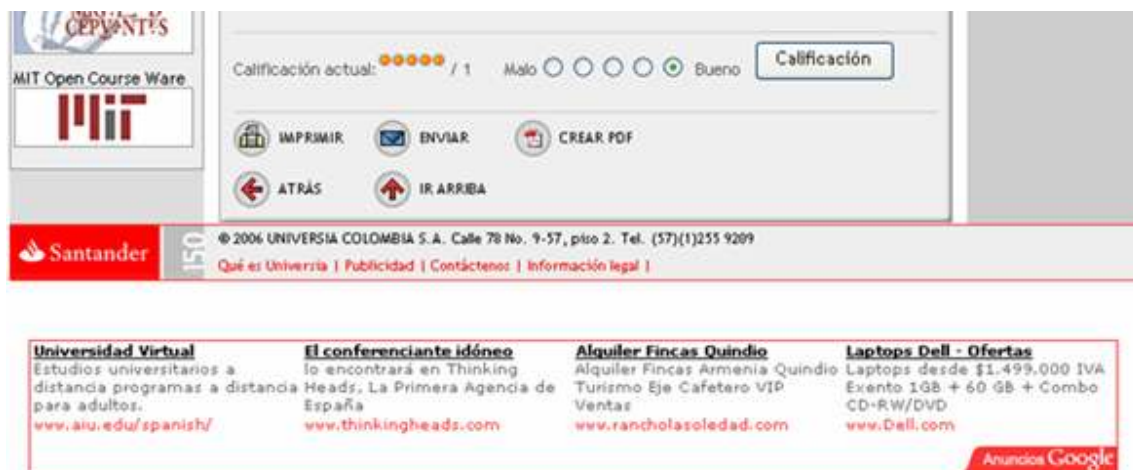 CERVANTES
MIT Open Course Ware
MiT
Calificación actual: / 1 Malo Bueno Calificación
IMPRIMIR ENVIAR CREAR PDF
ATRÁS IR ARRIBA
Santander
150
© 2006 UNIVERSIA COLOMBIA S.A. Calle 78 No. 9-57, piso 2. Tel. (57)(1)255 9289
Qué es Universia | Publicidad | Contáctenos | Información legal |
Universidad Virtual
Estudios universitarios a
distancia programas a distancia
para adultos.
www.aiu.edu/spanish/
El conferenciante idóneo
lo encontrará en Thinking
Heads, La Primera Agencia de
España
www.thinkingheads.com
Alquiler Fincas Quindio
Alquiler Fincas Armenia Quindio
Turismo Eje Cafetero VIP
Ventas
www.rancholasoledad.com
Laptops Dell - Ofertas
Laptops desde $1.499.000 IVA
Exento 1GB + 60 GB + Combo
CD-RW/DVD
www.Dell.com
Anuncios Google